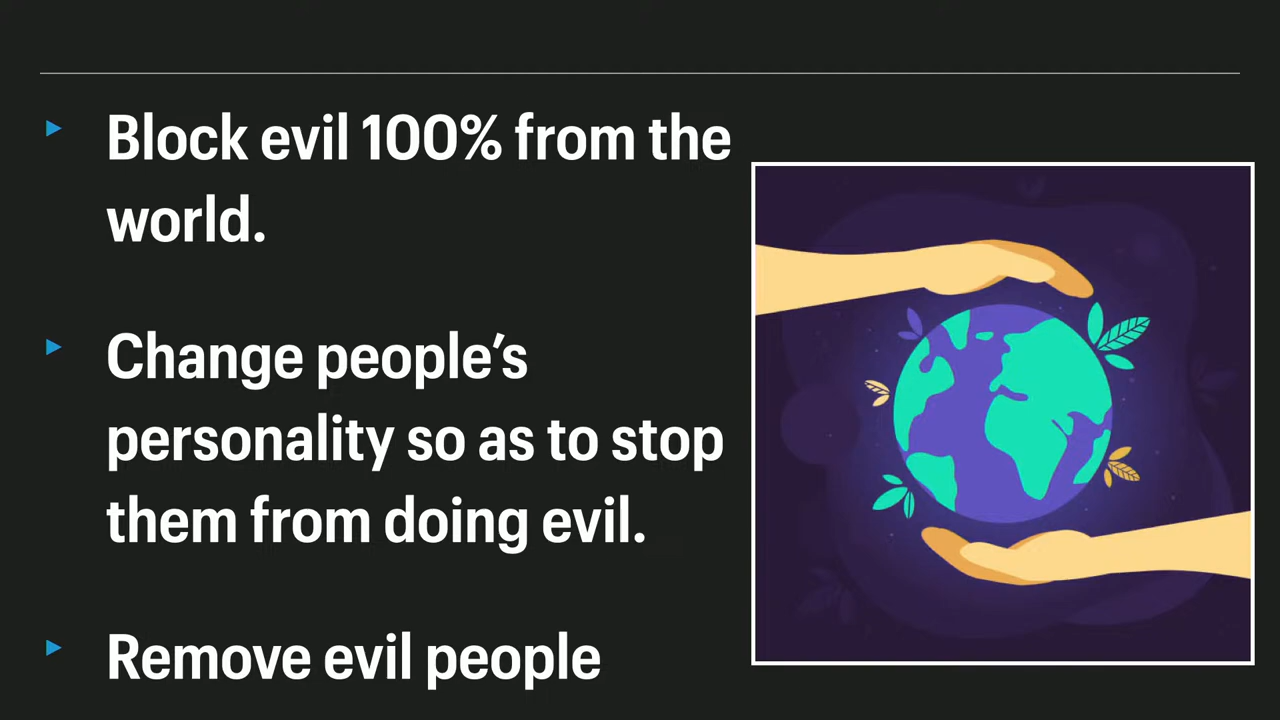 Block evil 100% from the
world.
Change people’s
personality so as to stop
them from doing evil.
Remove evil people